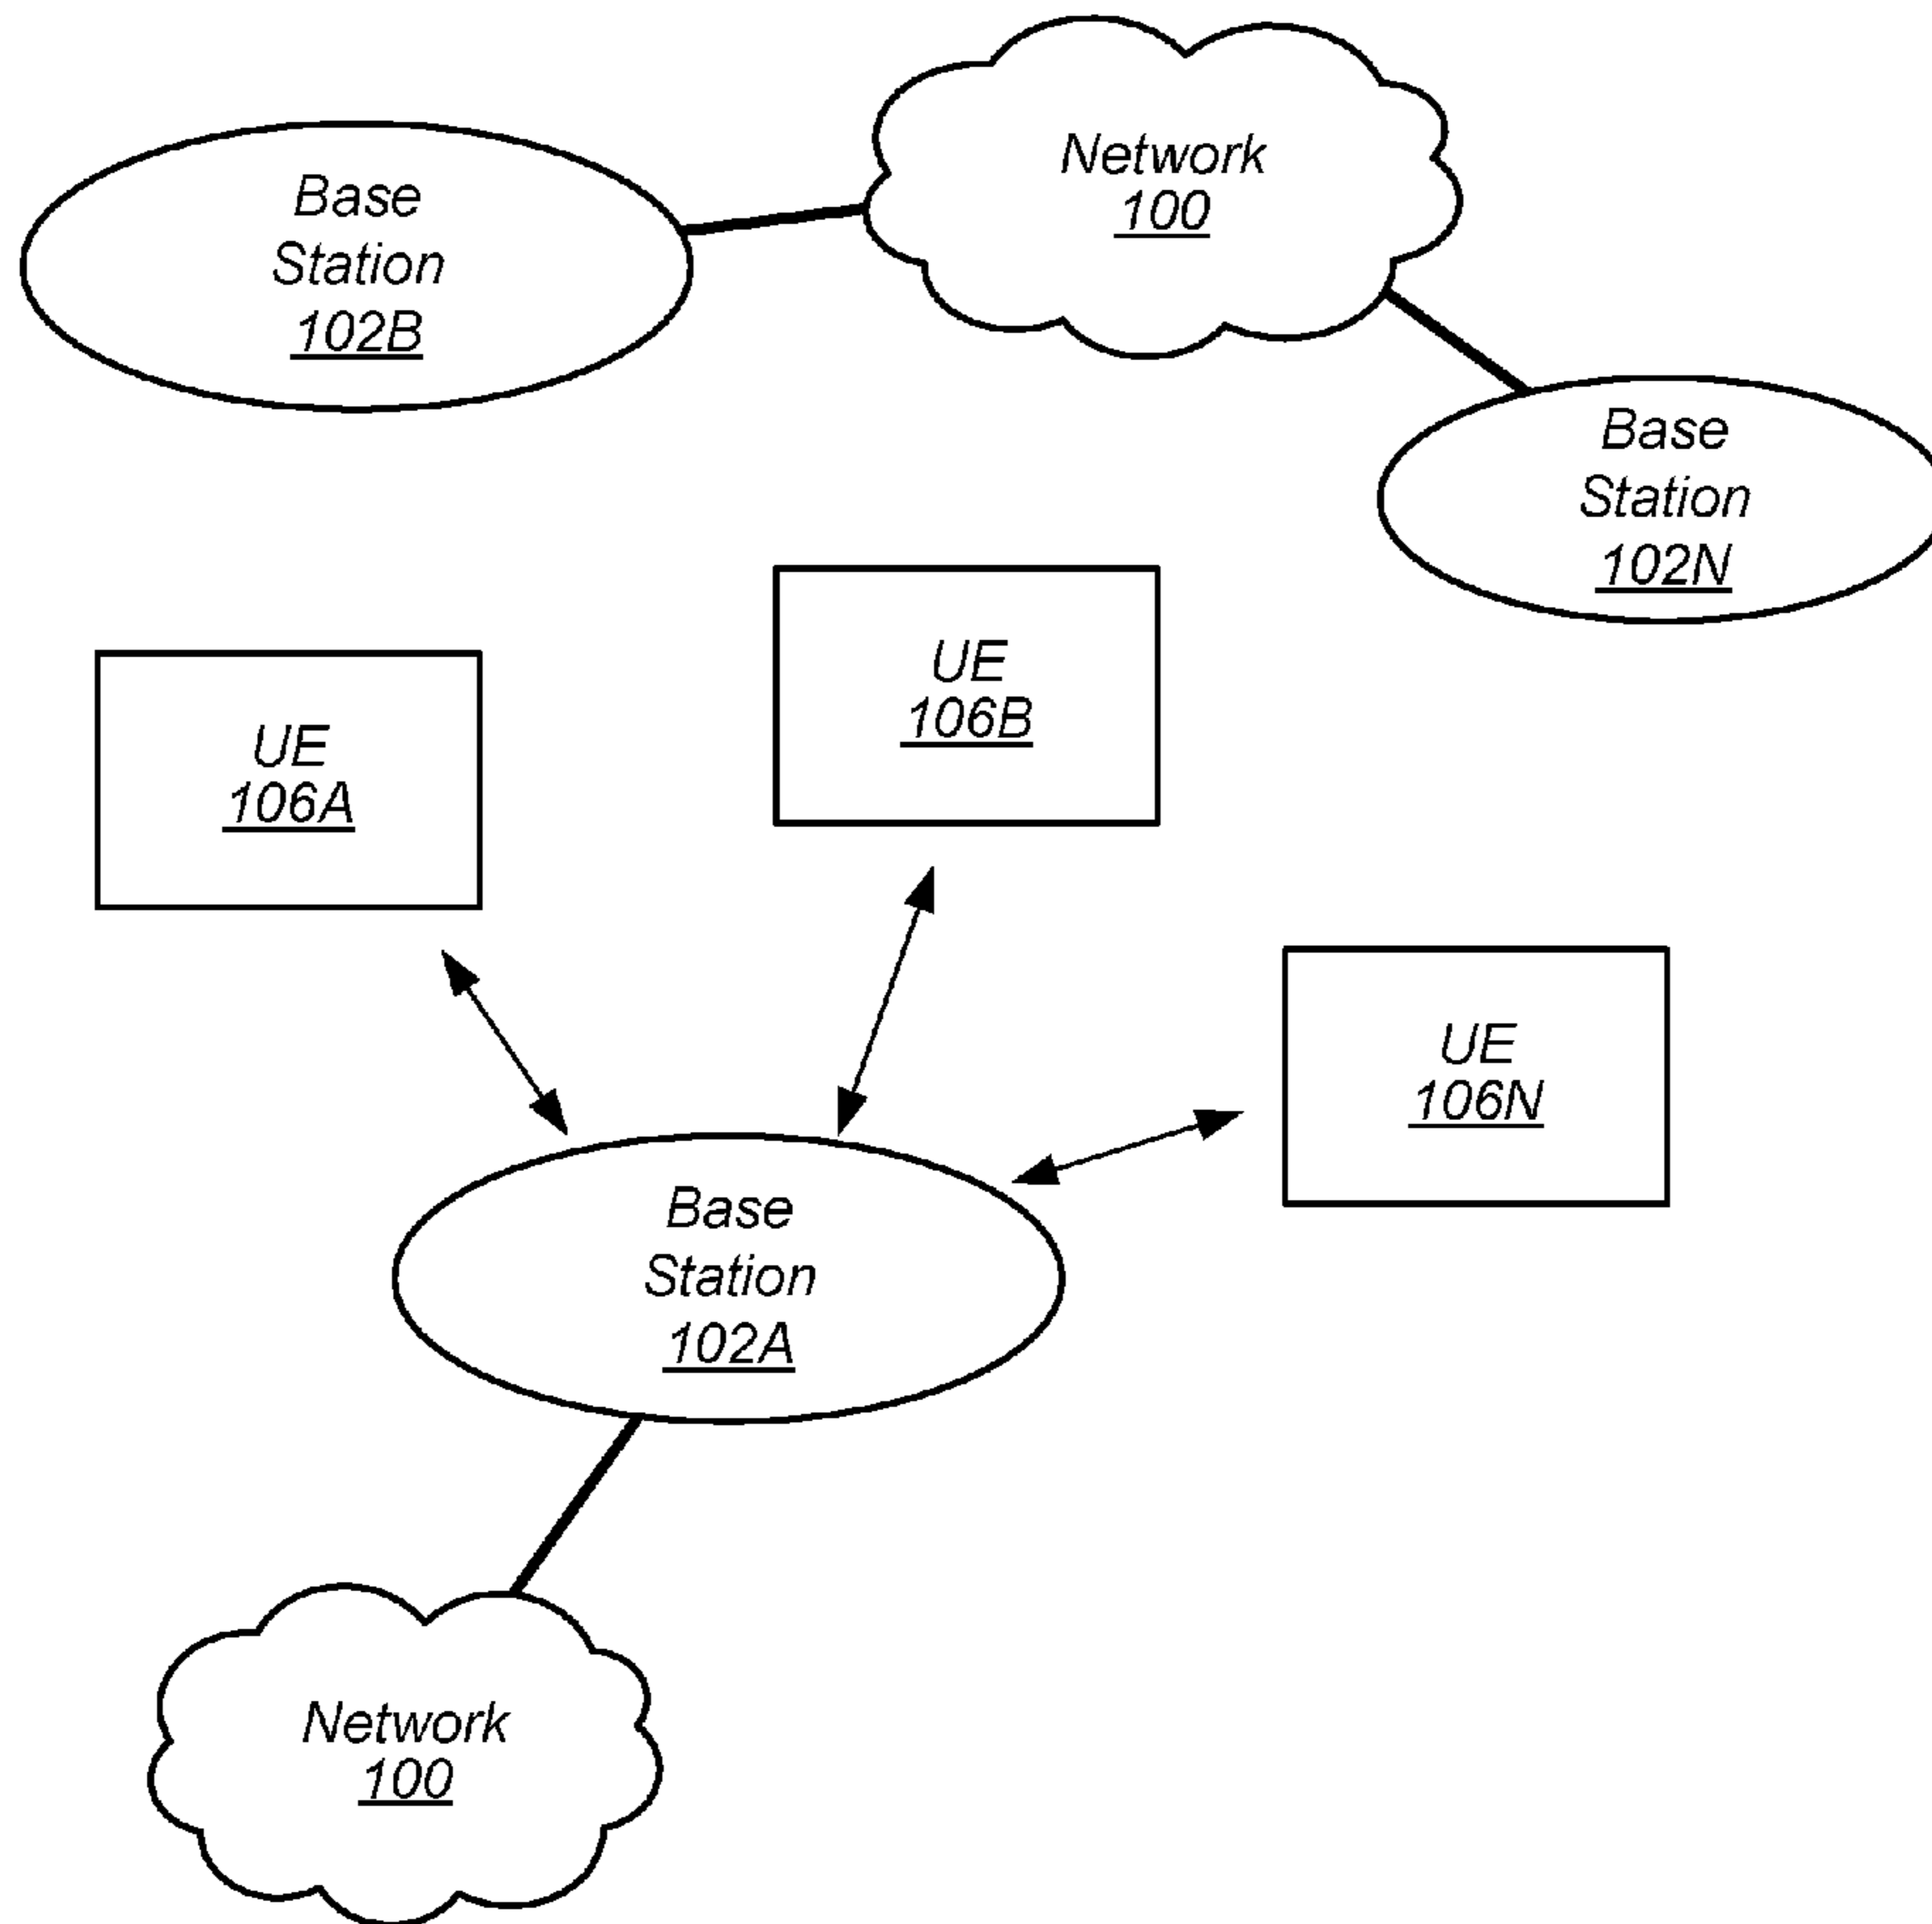 Network
100
Base
Station
102B
Base
Station
102N
UE
106B
UE
106A
UE
106N
Base
Station
102A
Network
100